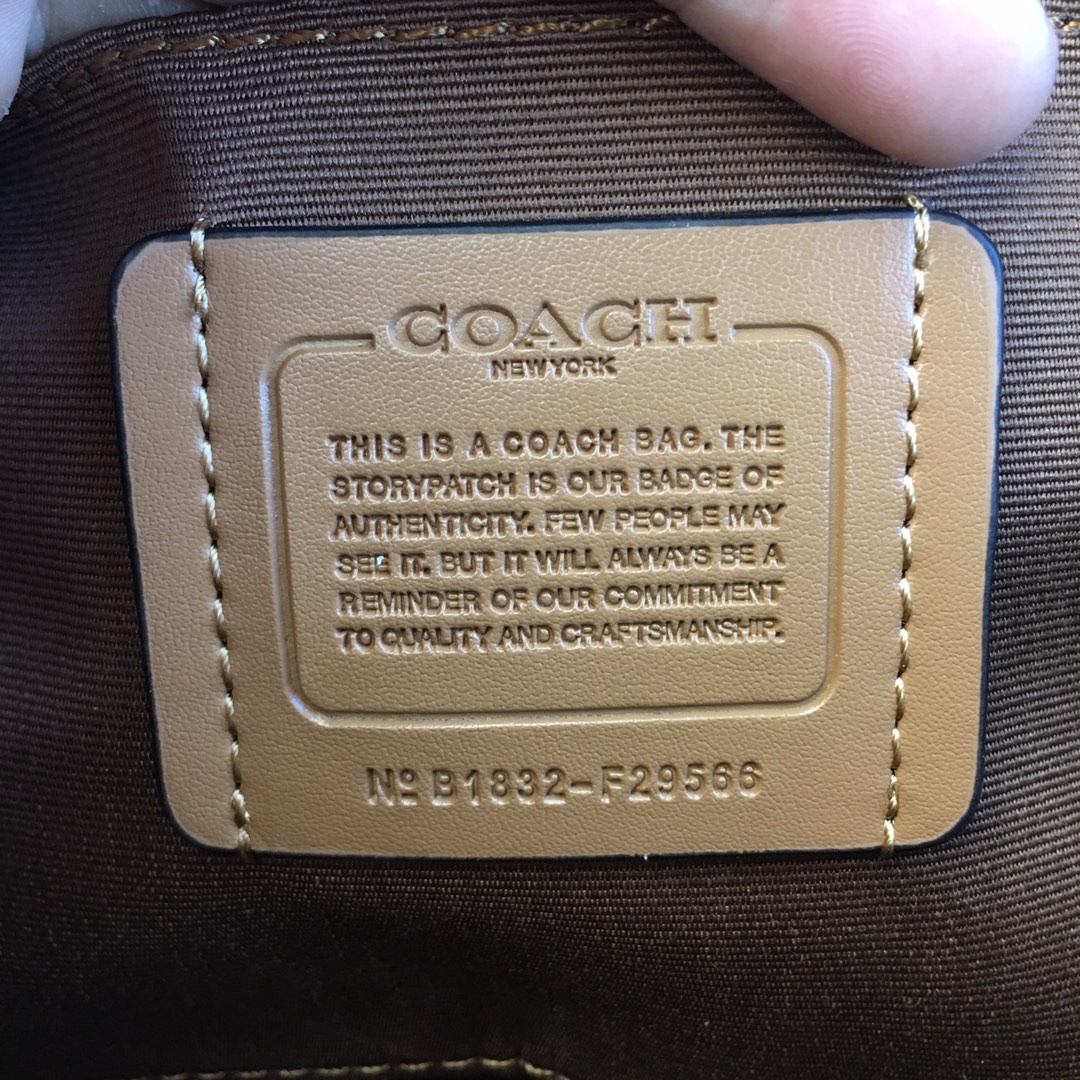 COACH
NEW YORK
THIS IS A COACH BAG. THE
STORYPATCH IS OUR BADGE OF
AUTHENTICITY. FEW PEOPLE MAY
SEE IT. BUT IT WILL ALWAYS BE A
REMINDER OF OUR COMMITMENT
TO QUALITY AND CRAFTSMANSHIP.
Nº B1832-F29566